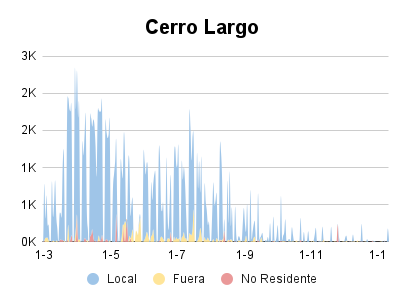 Cerro Largo
3K
2K
2K
1K
1K
0K
1-3 1-5 1-7 1-9 1-11 1-1
Local Fuera No Residente